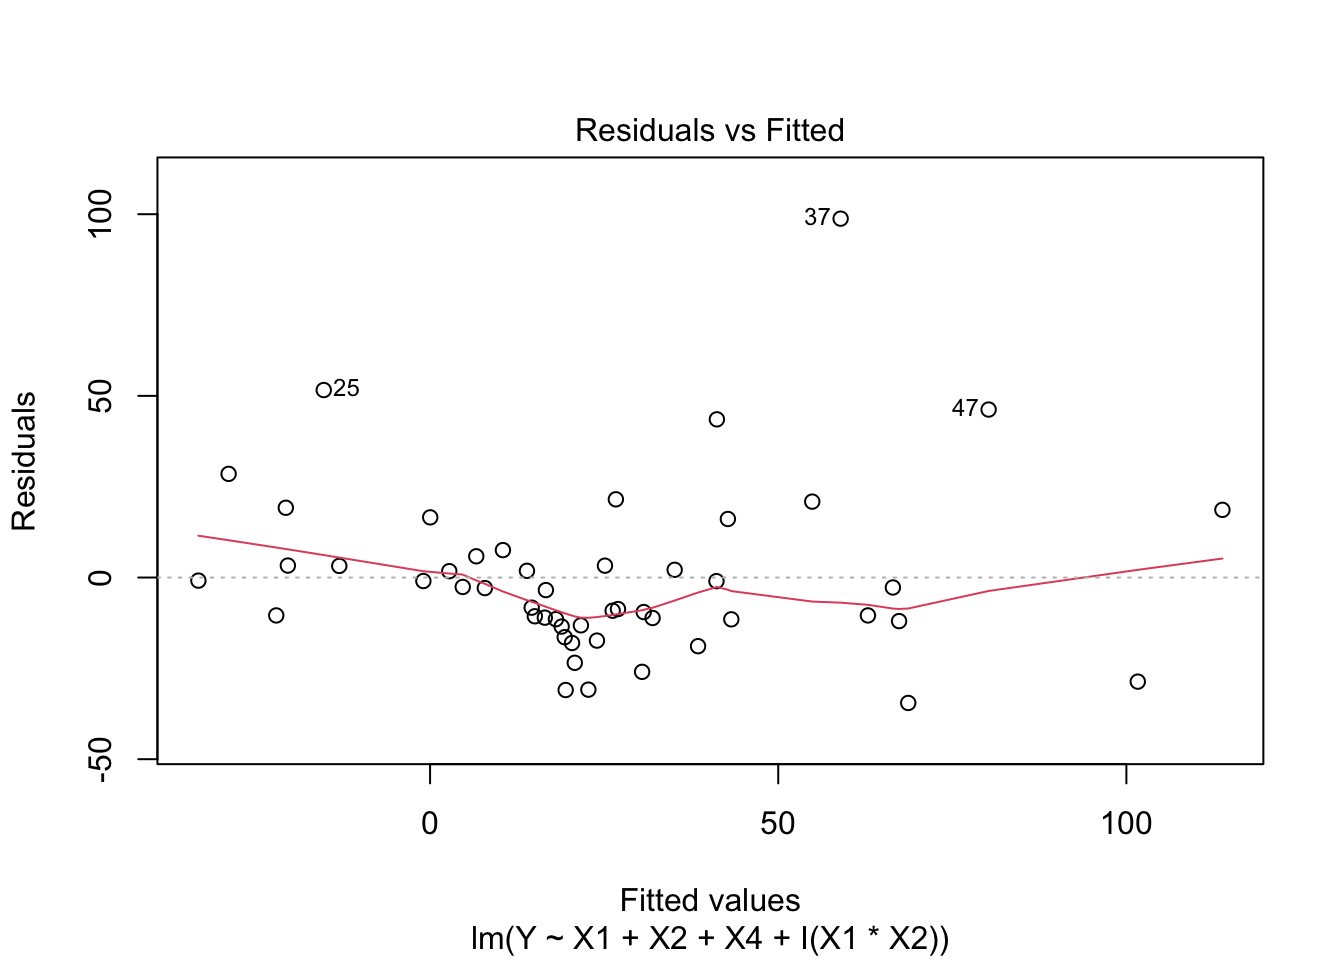 Residuals vs Fitted
100
50
0
-50
Residuals
37
25
47
0
50
100
Fitted values
lm(Y ~ X1 + X2 + X4 + I(X1 * X2))